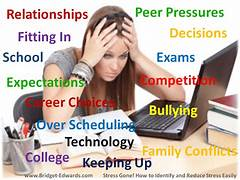 Relationships
Peer Pressures
Fitting In
Decisions
School
Exams
Expectations
Competition
Career Choices
Bullying
Over Scheduling
Technology
Family Conflicts
College
Keeping Up
www.Bridget-Edwards.com
Stress Gone! How to Identify and Reduce Stress Easily